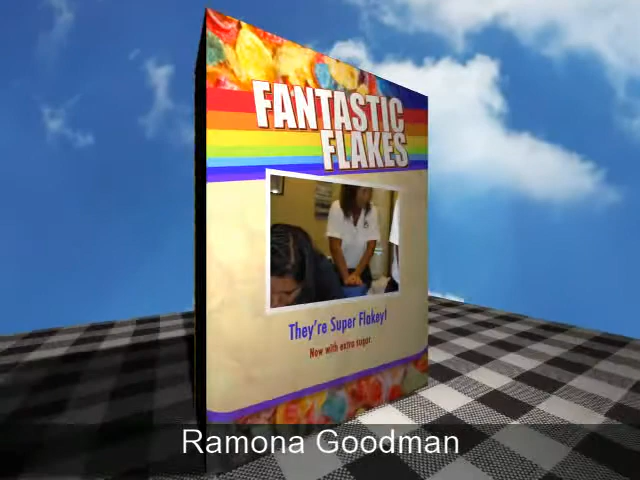 FANTASTIC
FLAKES
They're Super Flakey!
Now with extra sugar.
Ramona Goodman